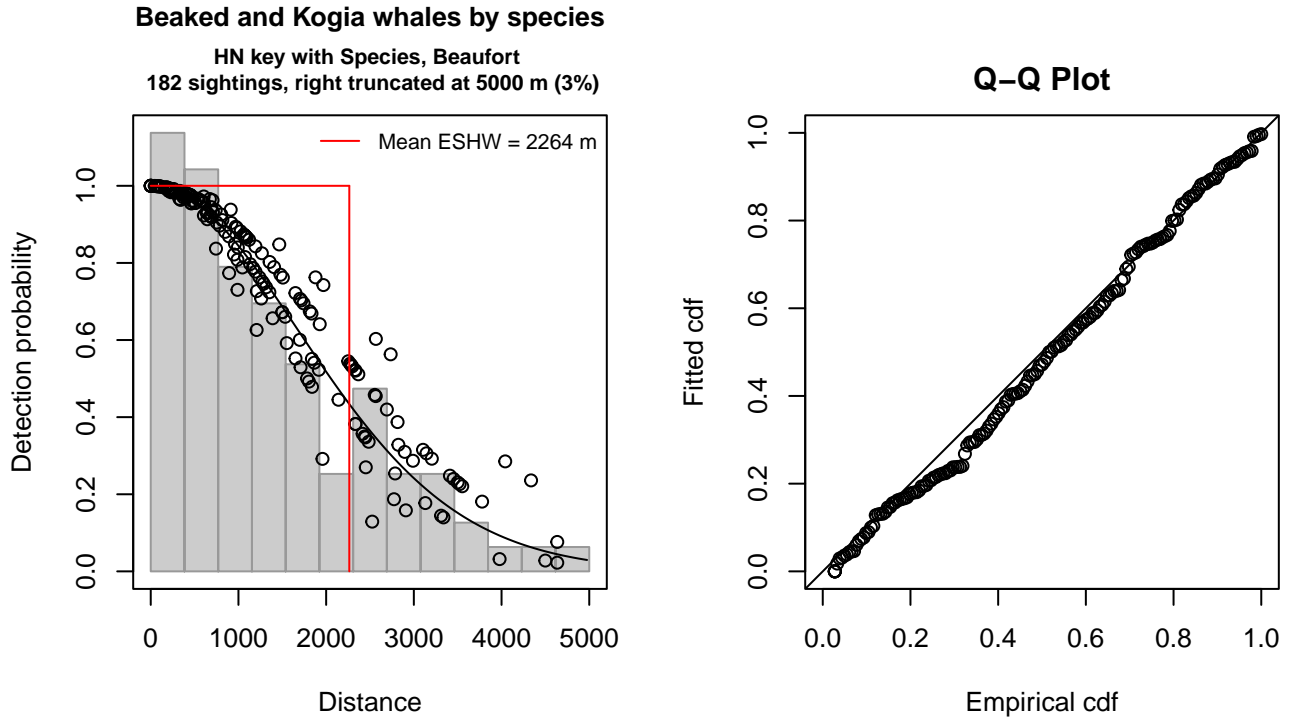 Beaked and Kogia whales by species
HN key with Species, Beaufort
182 sightings, right truncated at 5000 m (3%)
Mean ESHW = 2264 m
Detection probability
0.0 0.2 0.4 0.6 0.8 1.0
0 1000 2000 3000 4000 5000
Distance
Q−Q Plot
Fitted cdf
0.0 0.2 0.4 0.6 0.8 1.0
0.0 0.2 0.4 0.6 0.8 1.0
Empirical cdf